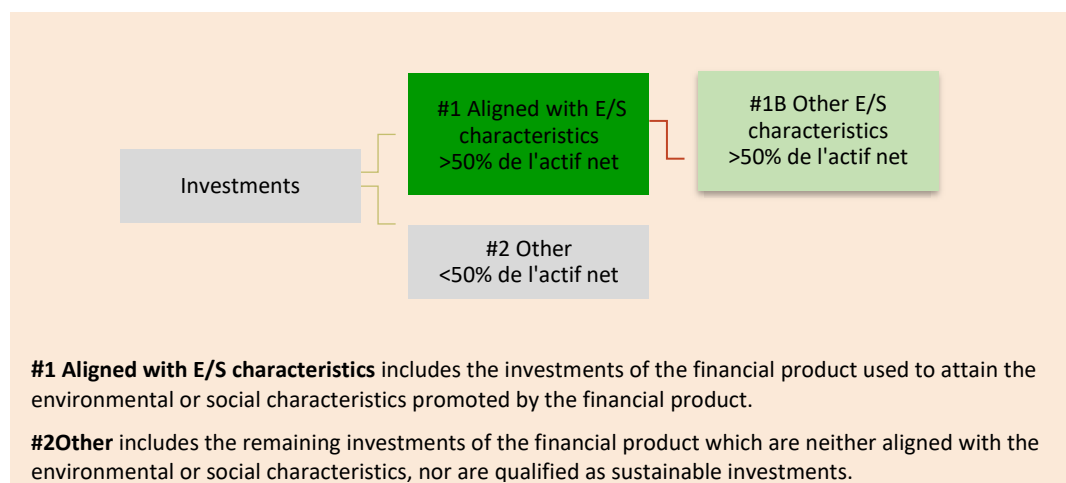 #1 Aligned with E/S
characteristics
>50% de l'actif net
#1B Other E/S
characteristics
>50% de l'actif net
Investments
#2 Other
<50% de l'actif net
#1 Aligned with E/S characteristics includes the investments of the financial product used to attain the
environmental or social characteristics promoted by the financial product.
#2Other includes the remaining investments of the financial product which are neither aligned with the
environmental or social characteristics, nor are qualified as sustainable investments.